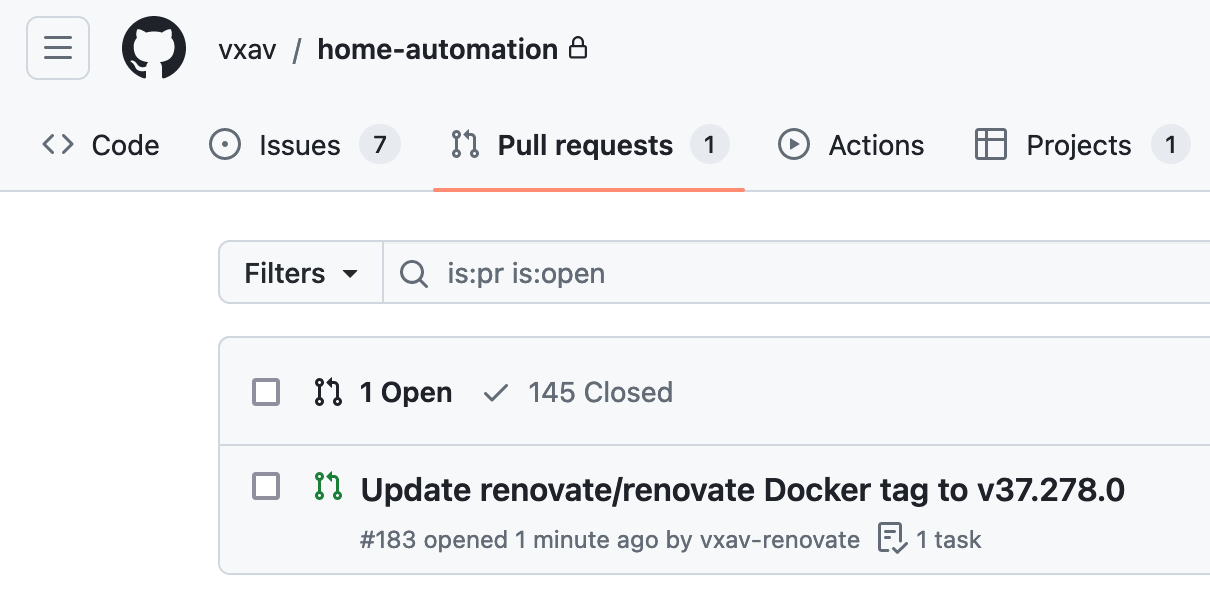 vxav / home-automation
Code Issues 7 Pull requests 1 Actions Projects 1
Filters is:pr is:open
1 Open 145 Closed
Update renovate/renovate Docker tag to v37.278.0
#183 opened 1 minute ago by vxav-renovate 1 task